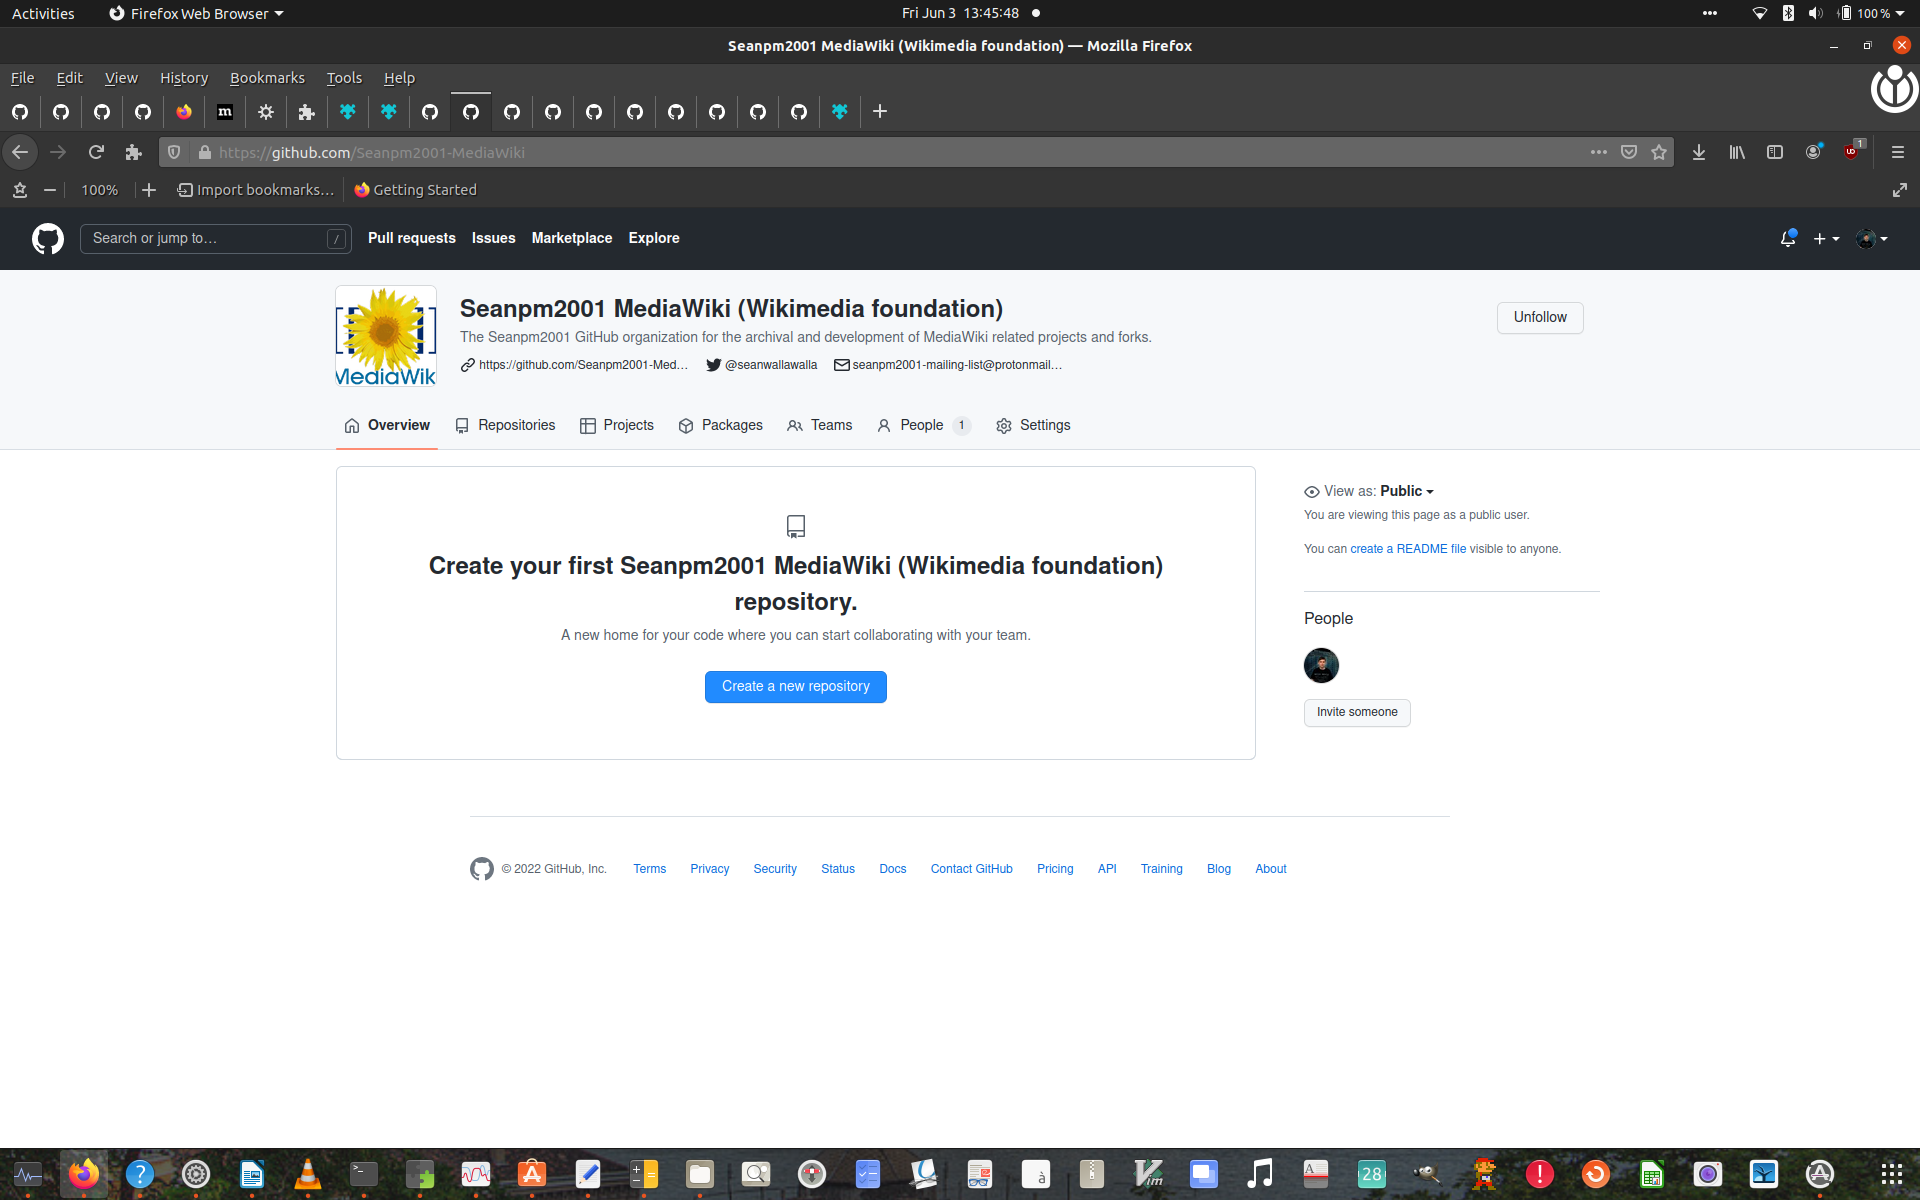 Activities
Firefox Web Browser
Fri Jun 3 13:45:48
100 %
Seanpm2001 MediaWiki (Wikimedia foundation) — Mozilla Firefox
File Edit View History Bookmarks Tools Help
m
https://github.com/Seanpm2001-MediaWiki
1
100%
Import bookmarks…
Getting Started
Search or jump to…
/
Pull requests
Issues
Marketplace
Explore
MediaWik
Seanpm2001 MediaWiki (Wikimedia foundation)
The Seanpm2001 GitHub organization for the archival and development of MediaWiki related projects and forks.
https://github.com/Seanpm2001-Med…
@seanwallawalla
seanpm2001-mailing-list@protonmail…
Unfollow
Overview
Repositories
Projects
Packages
Teams
People 1
Settings
Create your first Seanpm2001 MediaWiki (Wikimedia foundation)
repository.
A new home for your code where you can start collaborating with your team.
Create a new repository
View as: Public
You are viewing this page as a public user.
You can create a README file visible to anyone.
People
Invite someone
© 2022 GitHub, Inc.
Terms
Privacy
Security
Status
Docs
Contact GitHub
Pricing
API
Training
Blog
About
?
à
Vim
A
28